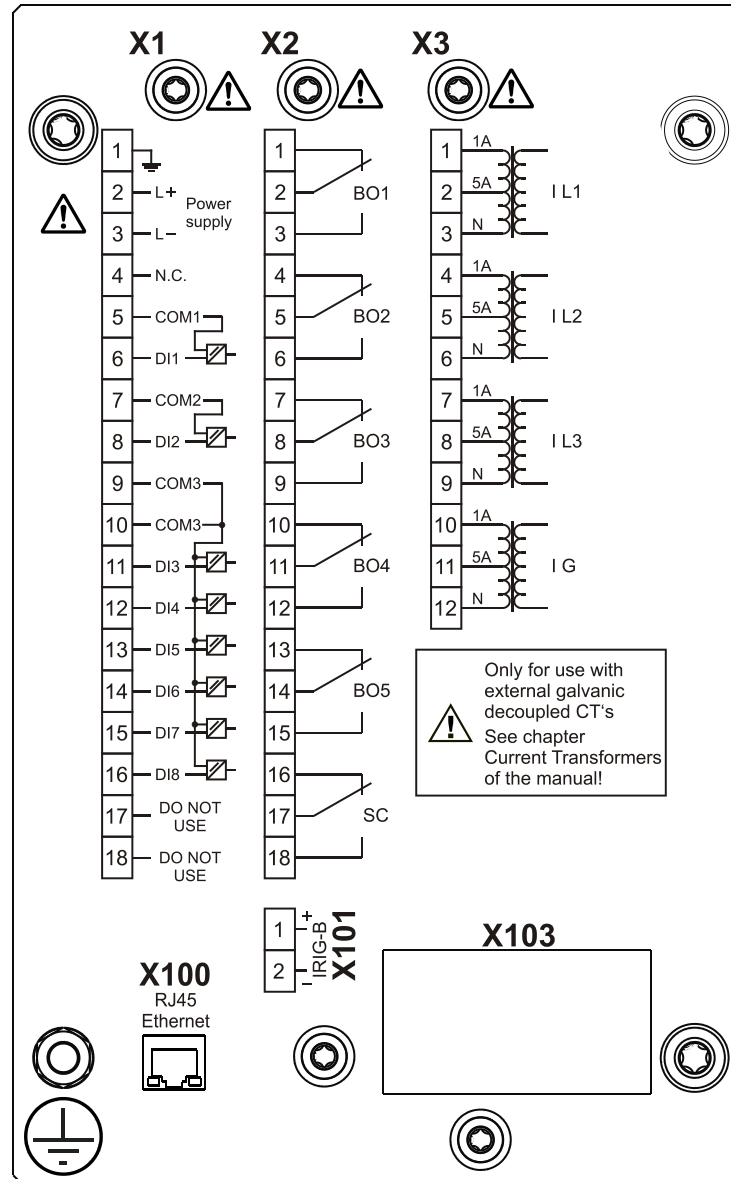 X1
X2
X3
1
2
L+
Power
supply
3
L−
4
N.C.
5
COM1
6
DI1
7
COM2
8
DI2
9
COM3
10
COM3
11
DI3
12
DI4
13
DI5
14
DI6
15
DI7
16
DI8
17
DO NOT
USE
18
DO NOT
USE
1
2
BO1
3
4
5
BO2
6
7
8
BO3
9
10
11
BO4
12
13
14
BO5
15
16
17
SC
18
1
1A
2
5A
I L1
3
N
4
1A
5
5A
I L2
6
N
7
1A
8
5A
I L3
9
N
10
1A
11
5A
I G
12
N
Only for use with
external galvanic
decoupled CT's
See chapter
Current Transformers
of the manual!
1
+
2
−
IRIG-B
X101
X103
X100
RJ45
Ethernet